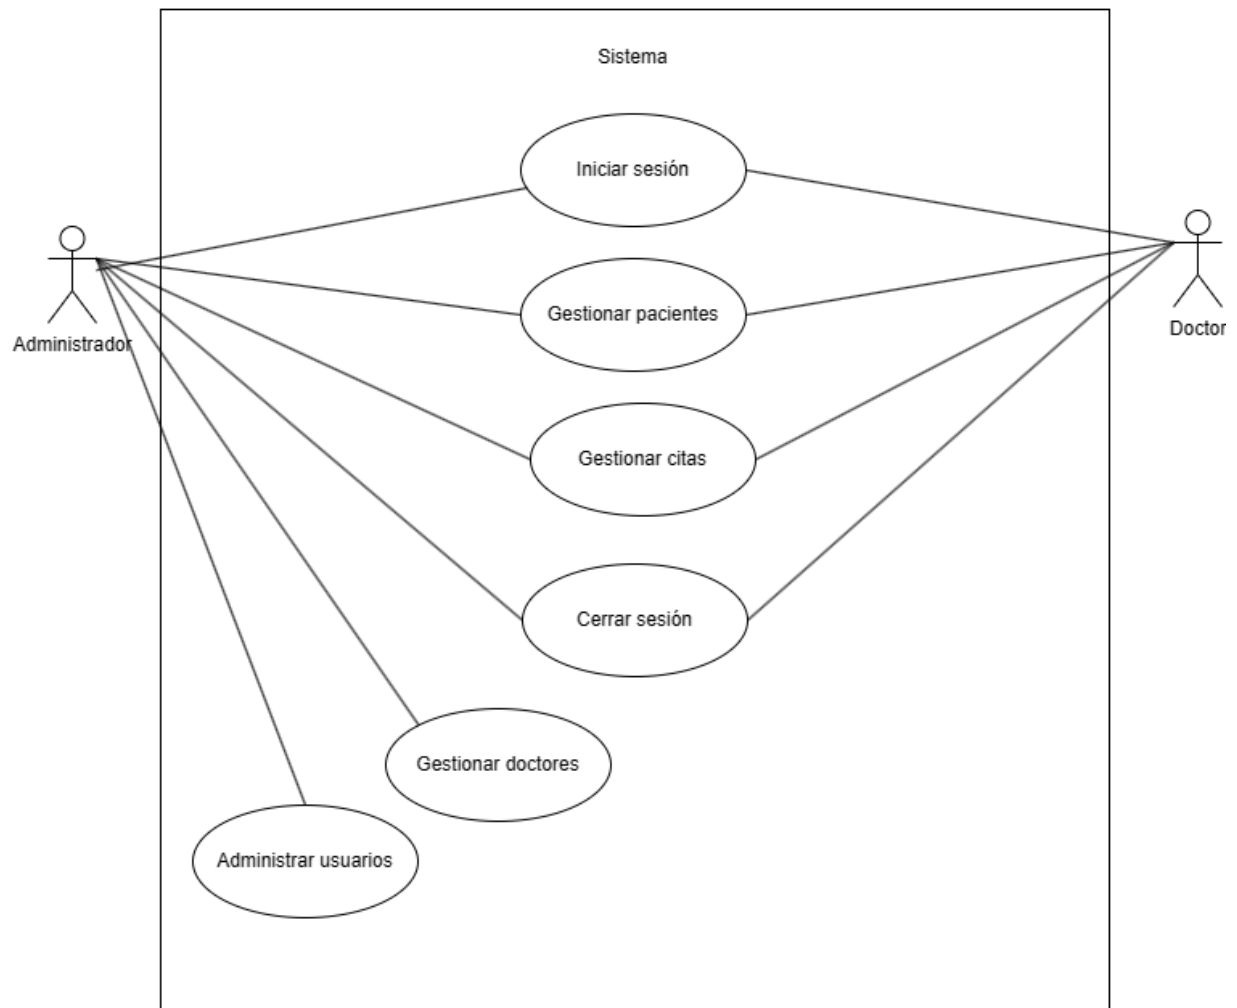 Sistema
Iniciar sesión
Gestionar pacientes
Administrador
Doctor
Gestionar citas
Cerrar sesión
Gestionar doctores
Administrar usuarios